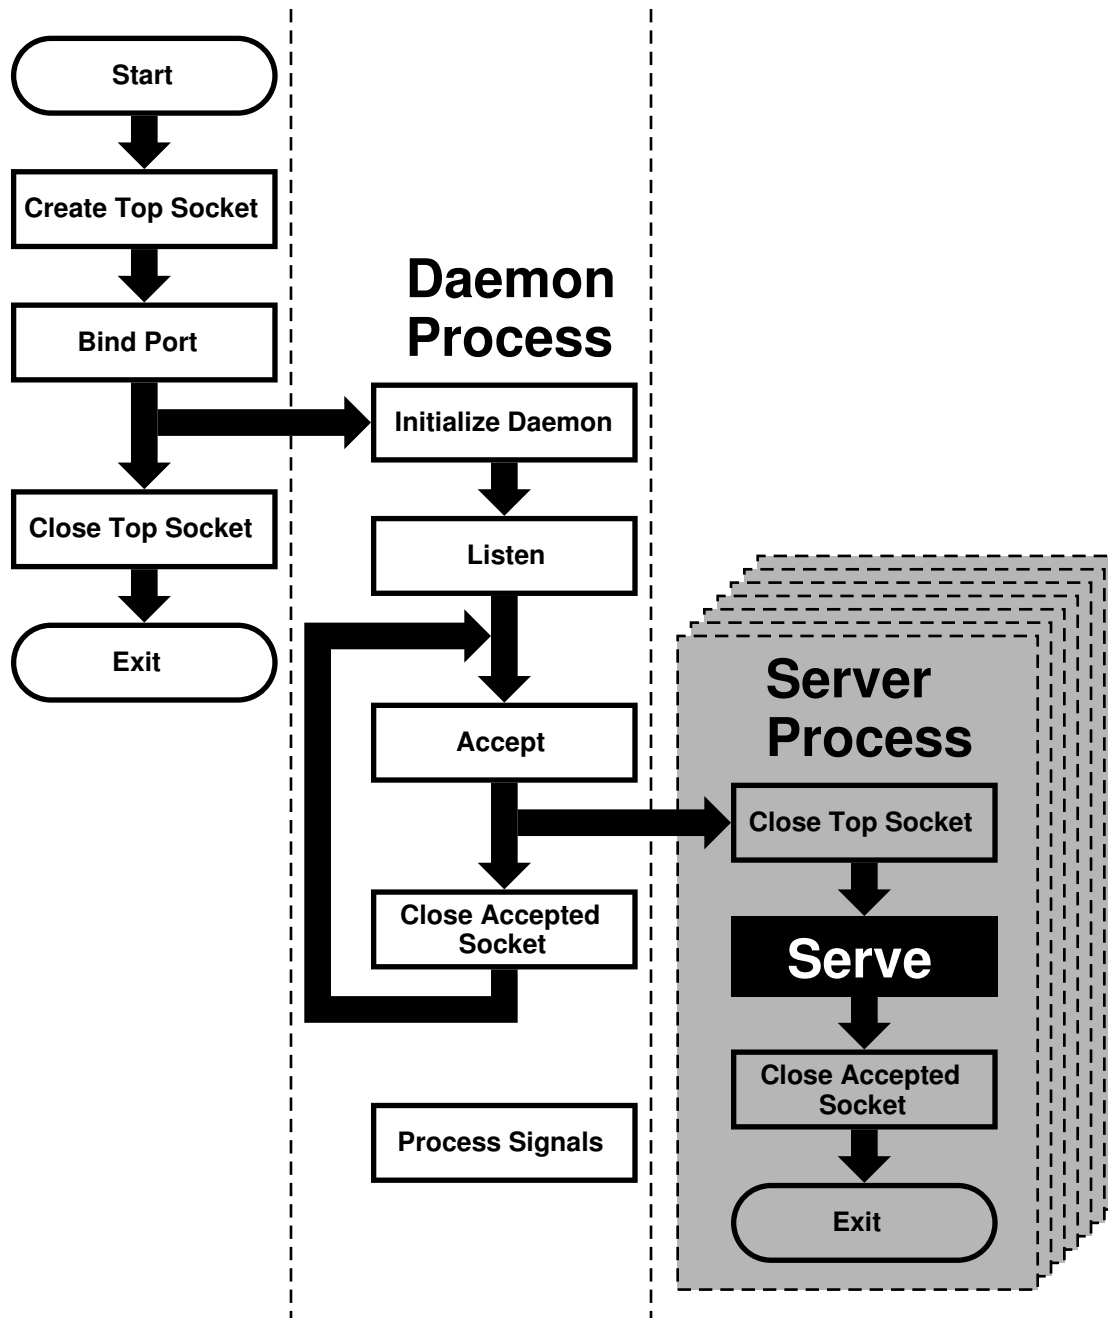 Start
Create Top Socket
Bind Port
Close Top Socket
Exit
Daemon
Process
Initialize Daemon
Listen
Accept
Close Accepted
Socket
Process Signals
Server
Process
Close Top Socket
Serve
Close Accepted
Socket
Exit